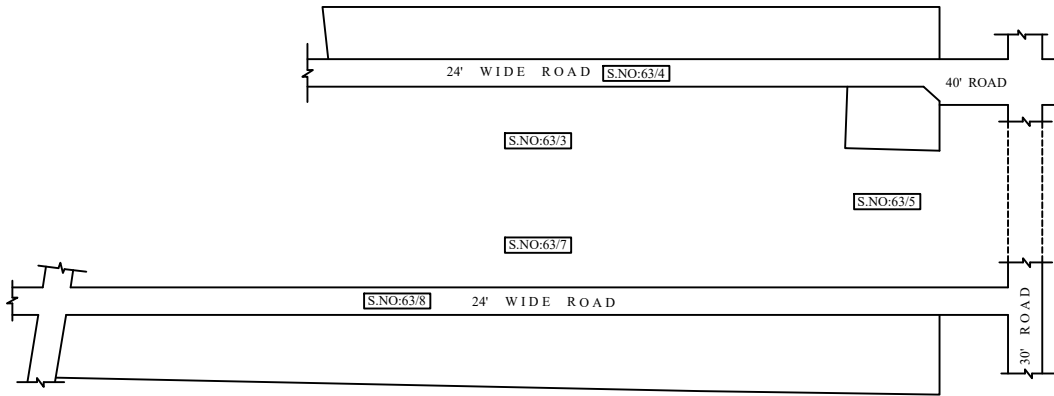 24' WIDE ROAD
S.NO:63/4
40' ROAD
S.NO:63/3
S.NO:63/5
S.NO:63/7
S.NO:63/8
24' WIDE ROAD
30' ROAD